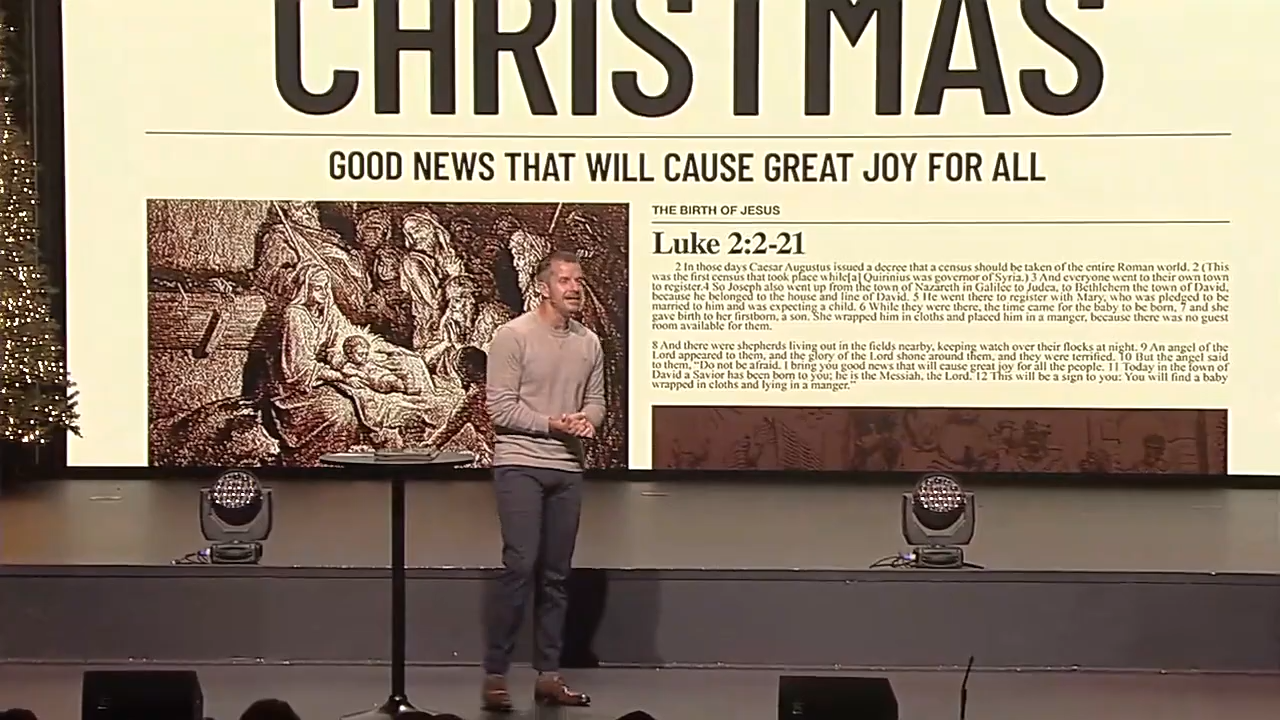 CHRISTMAS
GOOD NEWS THAT WILL CAUSE GREAT JOY FOR ALL
THE BIRTH OF JESUS
Luke 2:2-21
2 In those days Caesar Augustus issued a decree that a census should be taken of the entire Roman world. 2 (This
was the first census that took place while[a] Quirinius was governor of Syria.) 3 And everyone went to their own town
to register.4 So Joseph also went up from the town of Nazareth in Galilee to Judea, to Bethlehem the town of David,
because he belonged to the house and line of David. 5 He went there to register with Mary, who was pledged to be
married to him and was expecting a child. 6 While they were there, the time came for the baby to be born, 7 and she
gave birth to her firstborn, a son. She wrapped him in cloths and placed him in a manger, because there was no guest
room available for them.
8 And there were shepherds living out in the fields nearby, keeping watch over their flocks at night. 9 An angel of the
Lord appeared to them, and the glory of the Lord shone around them, and they were terrified. 10 But the angel said
to them, "Do not be afraid. I bring you good news that will cause great joy for all the people. 11 Today in the town of
David a Savior has been born to you; he is the Messiah, the Lord. 12 This will be a sign to you: You will find a baby
wrapped in cloths and lying in a manger."